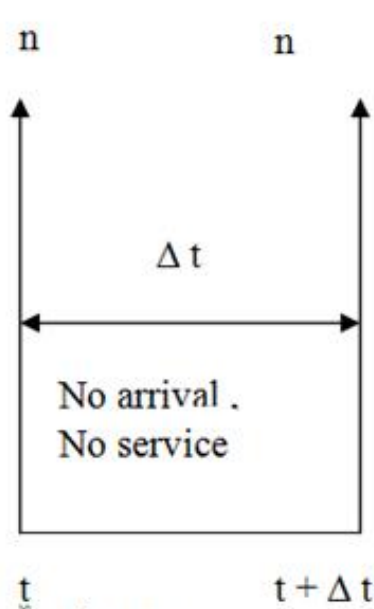 n n
Δ t
No arrival .
No service
t t + Δ t